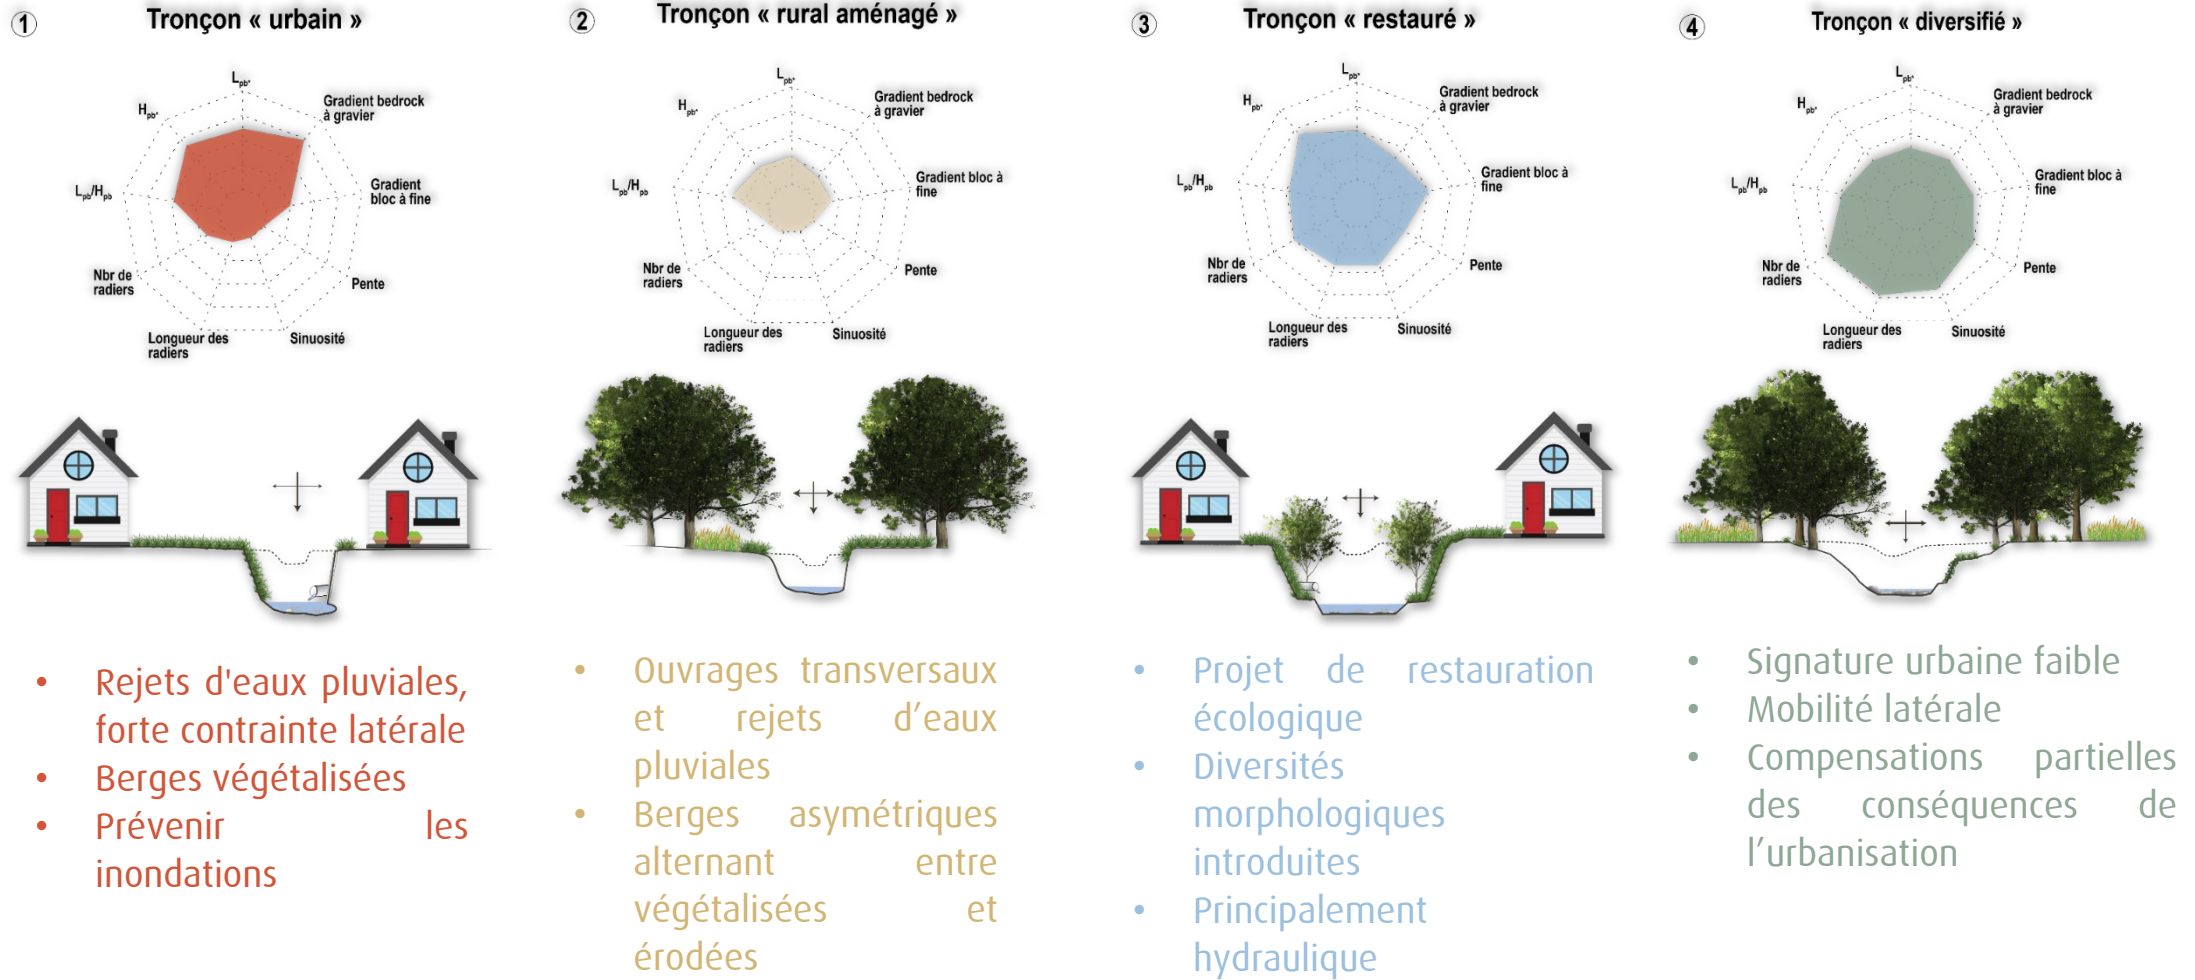 1
Tronçon « urbain »
Lpb*
Gradient bedrock
à gravier
Gradient
bloc à fine
Pente
Sinuosité
Longueur des
radiers
Nbr de
radiers
Lpb/Hpb
Hpb*
Rejets d'eaux pluviales,
forte contrainte latérale
Berges végétalisées
Prévenir les
inondations
2
Tronçon « rural aménagé »
Lpb*
Gradient bedrock
à gravier
Gradient bloc à
fine
Pente
Sinuosité
Longueur des
radiers
Nbr de
radiers
Lpb/Hpb
Hpb*
Ouvrages transversaux
et rejets d’eaux
pluviales
Berges asymétriques
alternant entre
végétalisées et
érodées
3
Tronçon « restauré »
Lpb*
Gradient bedrock
à gravier
Gradient bloc à
fine
Pente
Sinuosité
Longueur des
radiers
Nbr de
radiers
Lpb/Hpb
Hpb*
Projet de restauration
écologique
Diversités
morphologiques
introduites
Principalement
hydraulique
4
Tronçon « diversifié »
Lpb*
Gradient bedrock
à gravier
Gradient bloc à
fine
Pente
Sinuosité
Longueur des
radiers
Nbr de
radiers
Lpb/Hpb
Hpb*
Signature urbaine faible
Mobilité latérale
Compensations partielles
des conséquences de
l’urbanisation